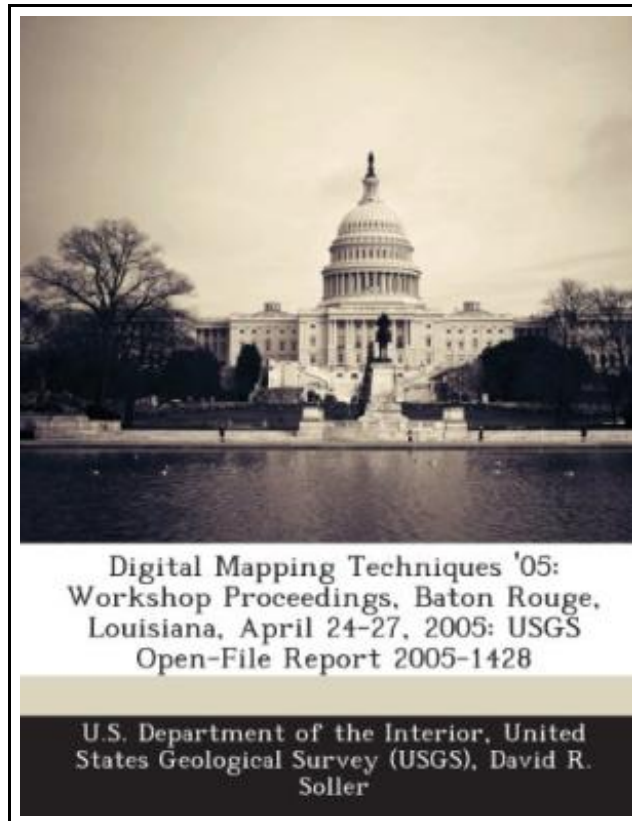 Digital Mapping Techniques '05:
Workshop Proceedings, Baton Rouge,
Louisiana, April 24-27, 2005: USGS
Open-File Report 2005-1428
U.S. Department of the Interior, United
States Geological Survey (USGS), David R.
Soller